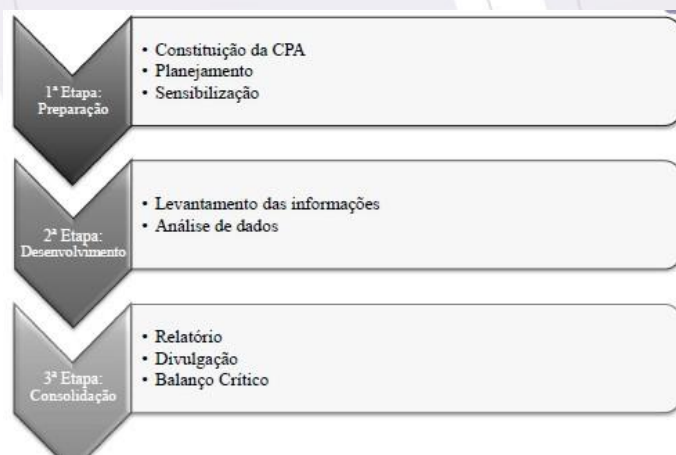 1ª Etapa:
Preparação
• Constituição da CPA
• Planejamento
• Sensibilização
2ª Etapa:
Desenvolvimento
• Levantamento das informações
• Análise de dados
3ª Etapa:
Consolidação
• Relatório
• Divulgação
• Balanço Crítico